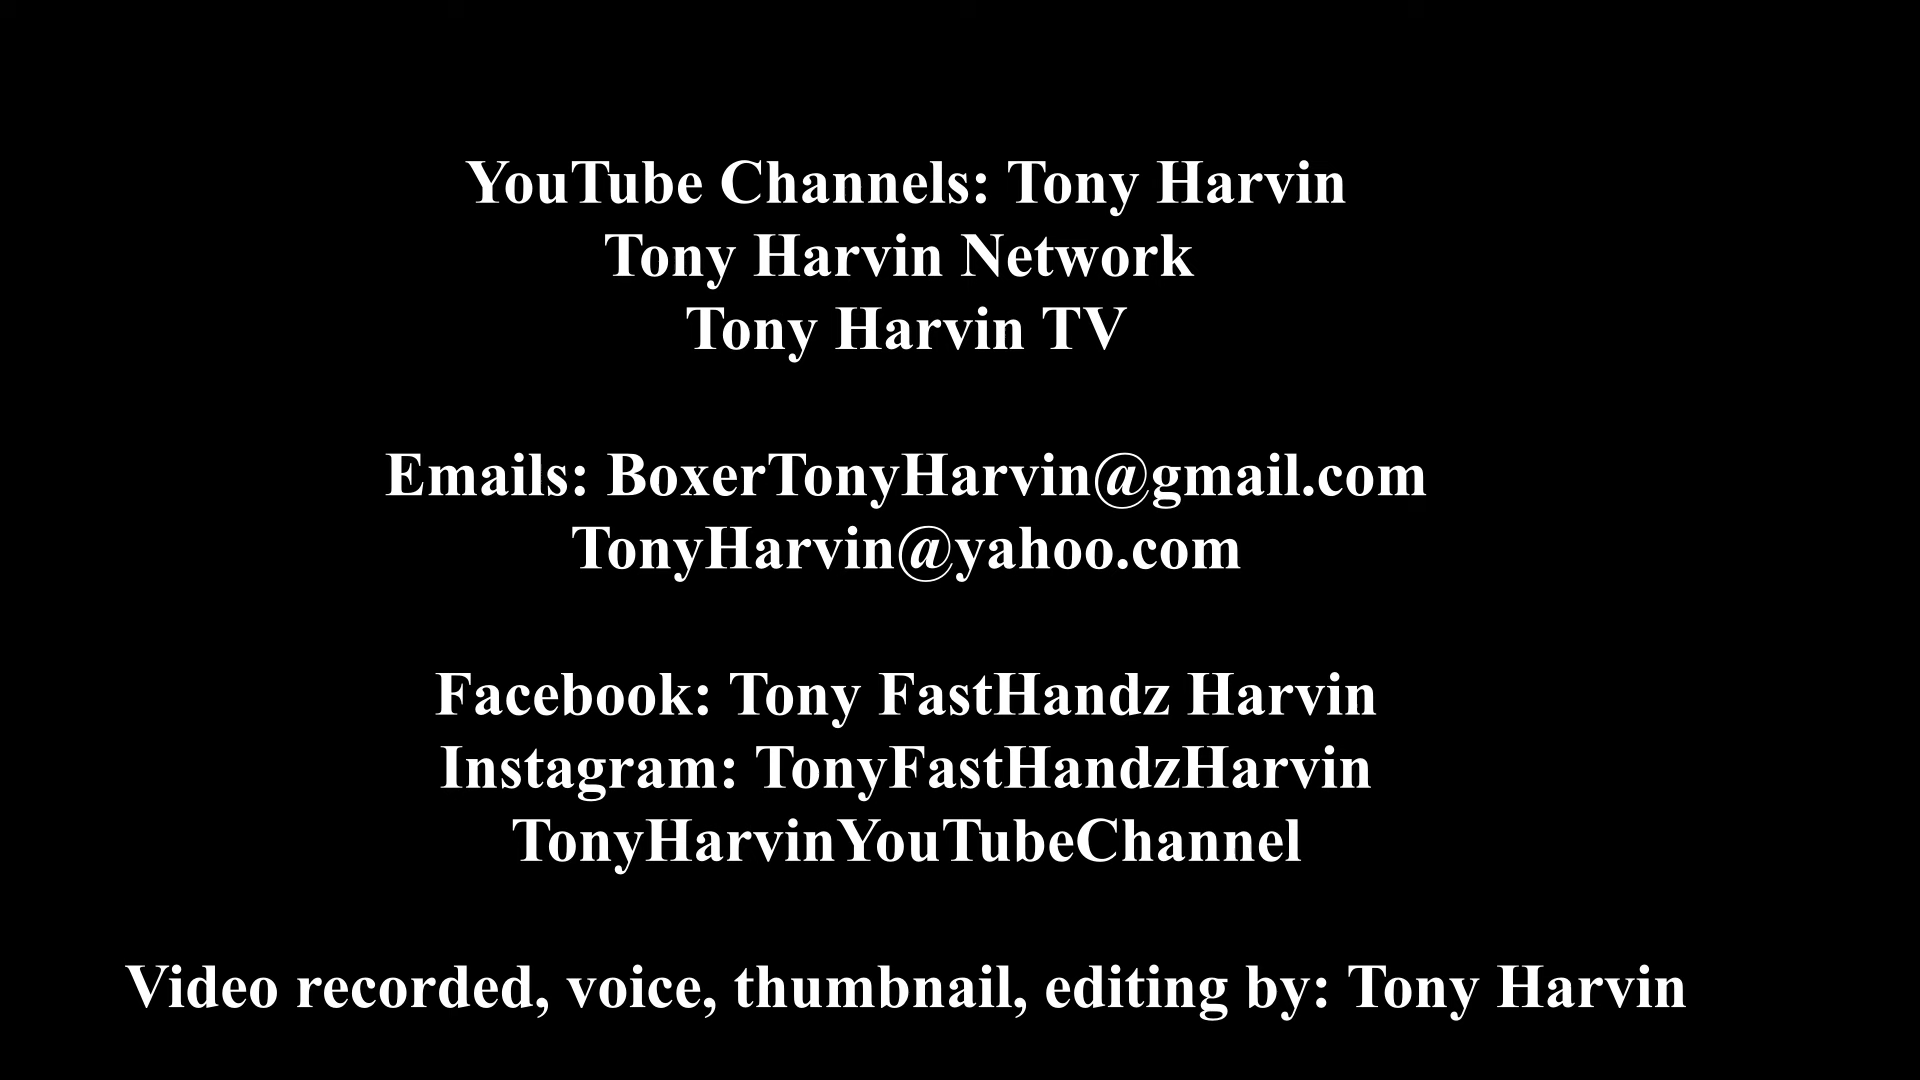 YouTube Channels: Tony Harvin
Tony Harvin Network
Tony Harvin TV
Emails: BoxerTonyHarvin@gmail.com
TonyHarvin@yahoo.com
Facebook: Tony FastHandz Harvin
Instagram: TonyFastHandzHarvin
TonyHarvinYouTubeChannel
Video recorded, voice, thumbnail, editing by: Tony Harvin